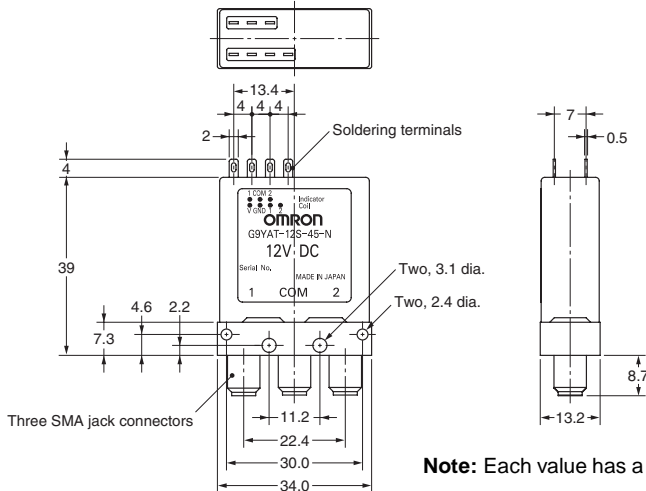 13.4
4 4 4
2
Soldering terminals
7
0.5
4
1 COM 2
Indicator
Coil
V GND 1 2
OMRON
G9YAT-12S-45-N
12V DC
Serial No.
MADE IN JAPAN
1 COM 2
39
4.6
2.2
7.3
Two, 3.1 dia.
Two, 2.4 dia.
8.7
Three SMA jack connectors
11.2
13.2
22.4
30.0
34.0
Note: Each value has a